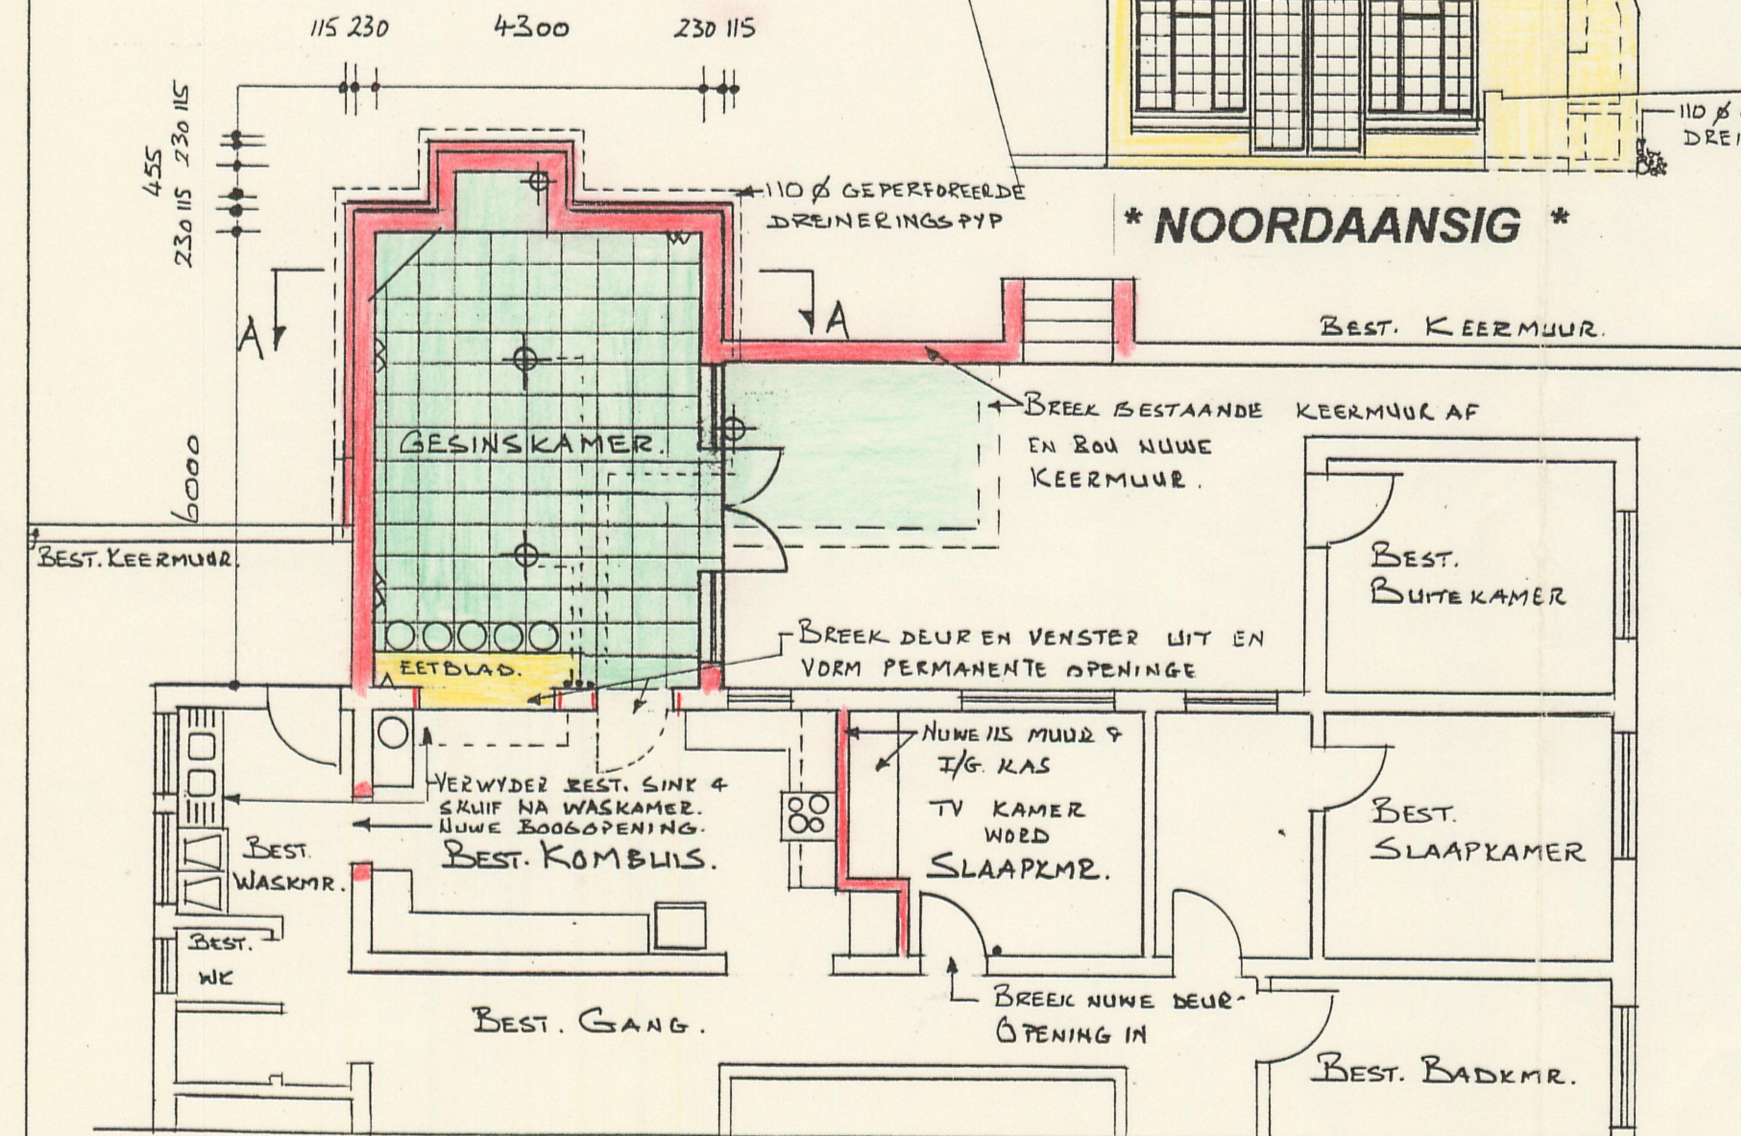 115 230
4300
230 115
230 115
455
230 115
6000
110 Ø
DREI
110 Ø GEPERFOREERDE
DREINERINGSPYP
* NOORDAANSIG *
A
A
BEST. KEERMUUR.
BREEK BESTAANDE KEERMUUR AF
EN BOU NUWE
KEERMUUR.
GESINSKAMER.
BEST. KEERMUUR.
BEST.
BUITEKAMER
BREEK DEUR EN VENSTER UIT EN
VORM PERMANENTE OPENINGE
EETBLAD.
NUWE 115 MUUR &
I/G. KAS
TV KAMER
WORD
SLAAPKMR.
VERWYDER BEST. SINK &
SKUIF NA WASKAMER.
NUWE BOOGOPENING.
BEST. KOMBUIS.
BEST.
WASKMR.
BEST.
SLAAPKAMER
BEST.
WK
BREEK NUWE DEUR-
OPENING IN
BEST. GANG.
BEST. BADKMR.